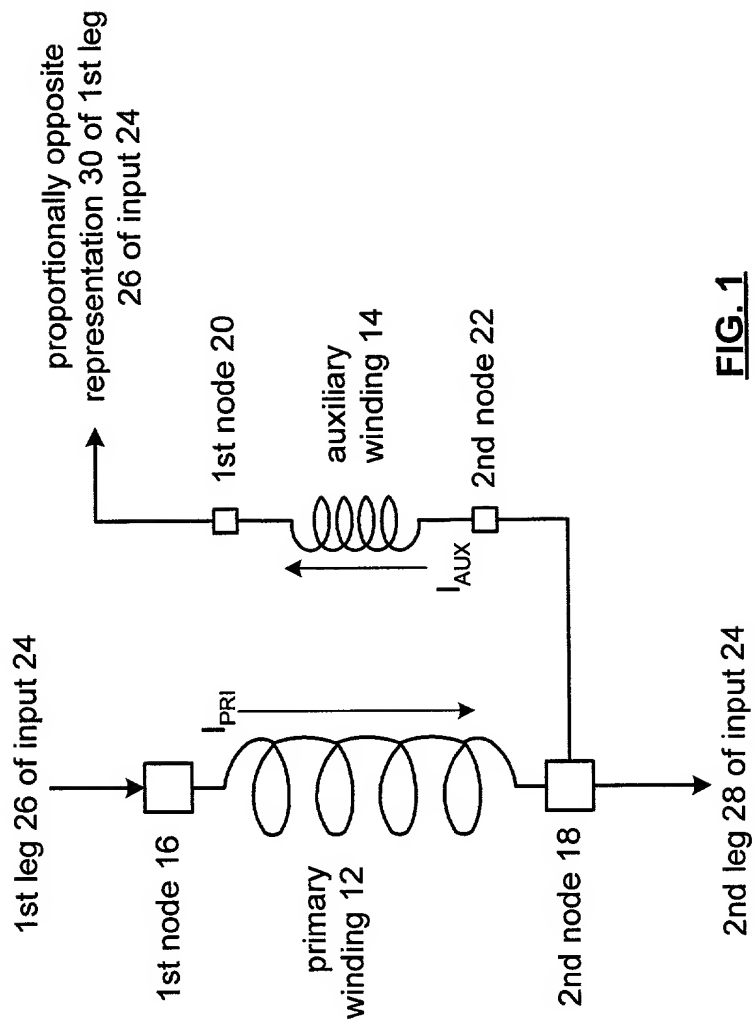 1st leg 26 of input 24
1st node 16
I_PRI
primary
winding 12
2nd node 18
2nd leg 28 of input 24
proportionally opposite
representation 30 of 1st leg
26 of input 24
1st node 20
auxiliary
winding 14
I_AUX
2nd node 22
FIG. 1